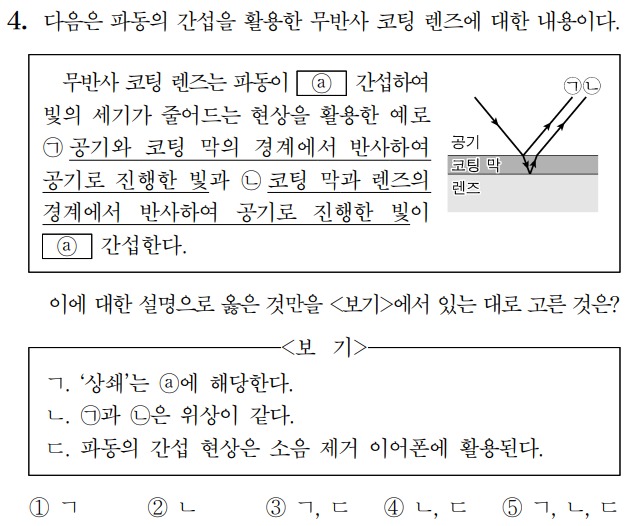 4. 다음은 파동의 간섭을 활용한 무반사 코팅 렌즈에 대한 내용이다.
무반사 코팅 렌즈는 파동이 ⓐ 간섭하여
빛의 세기가 줄어드는 현상을 활용한 예로
㉠ 공기와 코팅 막의 경계에서 반사하여
공기로 진행한 빛과 ㉡ 코팅 막과 렌즈의
경계에서 반사하여 공기로 진행한 빛이
ⓐ 간섭한다.
㉠㉡
공기
코팅 막
렌즈
이에 대한 설명으로 옳은 것만을 <보기>에서 있는 대로 고른 것은?
<보 기>
ㄱ. ‘상쇄’는 ⓐ에 해당한다.
ㄴ. ㉠과 ㉡은 위상이 같다.
ㄷ. 파동의 간섭 현상은 소음 제거 이어폰에 활용된다.
① ㄱ ② ㄴ ③ ㄱ, ㄷ ④ ㄴ, ㄷ ⑤ ㄱ, ㄴ, ㄷ